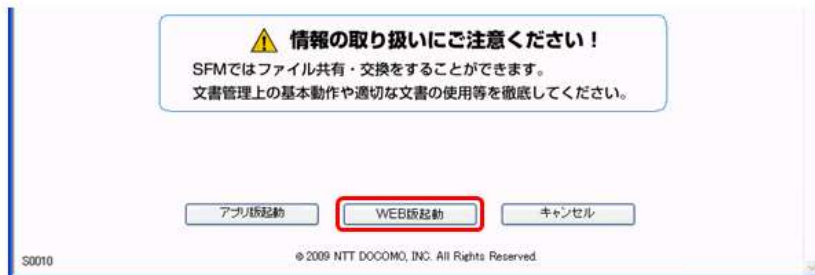 情報の取り扱いにご注意ください！
SFMではファイル共有・交換をすることができます。
文書管理上の基本動作や適切な文書の使用等を徹底してください。
アプリ版起動 WEB版起動 キャンセル
S0010 © 2009 NTT DOCOMO, INC. All Rights Reserved.